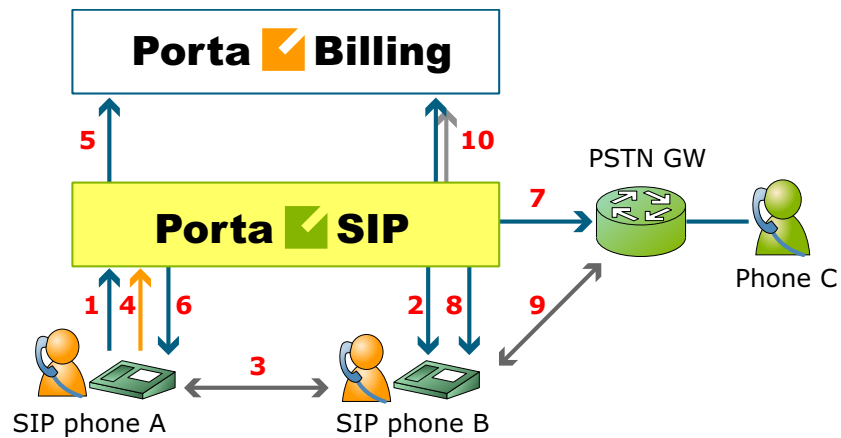 Porta Billing
5
10
PSTN GW
7
Porta SIP
Phone C
1
4
6
2
8
9
3
SIP phone A
SIP phone B